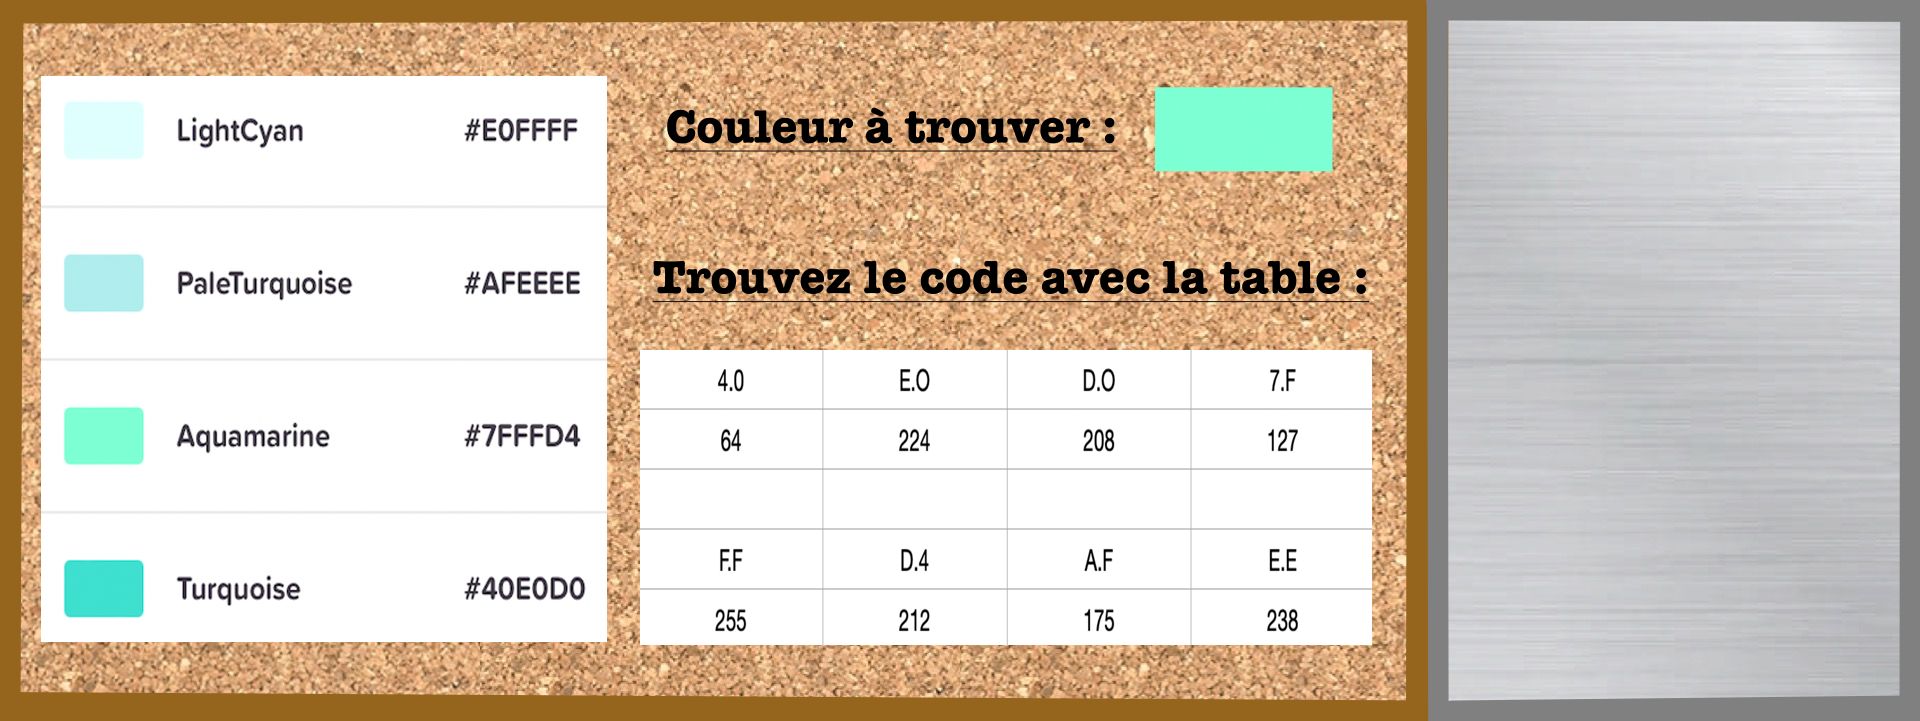 LightCyan #E0FFFF
PaleTurquoise #AFEEEE
Aquamarine #7FFFD4
Turquoise #40E0D0
Couleur à trouver :
Trouvez le code avec la table :
4.0 E.O D.O 7.F
64 224 208 127
F.F D.4 A.F E.E
255 212 175 238